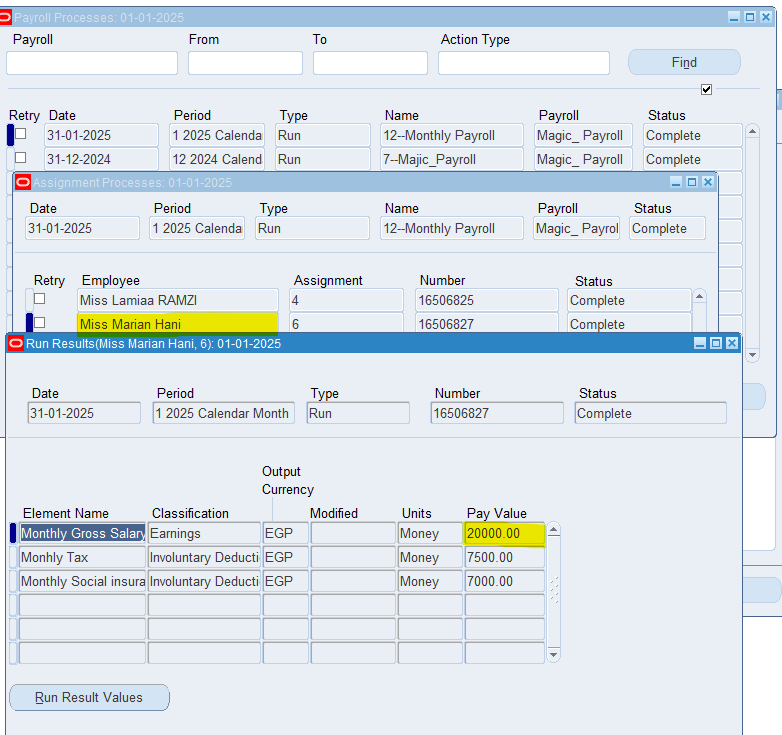 Payroll Processes: 01-01-2025
Payroll From To Action Type
Find
Retry Date Period Type Name Payroll Status
31-01-2025 1 2025 Calenda Run 12--Monthly Payroll Magic_ Payroll Complete
31-12-2024 12 2024 Calend Run 7--Majic_Payroll Magic_ Payroll Complete
Assignment Processes: 01-01-2025
Date Period Type Name Payroll Status
31-01-2025 1 2025 Calenda Run 12--Monthly Payroll Magic_ Payrol Complete
Retry Employee Assignment Number Status
Miss Lamiaa RAMZI 4 16506825 Complete
Miss Marian Hani 6 16506827 Complete
Run Results(Miss Marian Hani, 6): 01-01-2025
Date Period Type Number Status
31-01-2025 1 2025 Calendar Month Run 16506827 Complete
Output
Currency
Element Name Classification Modified Units Pay Value
Monthly Gross Salary Earnings EGP Money 20000.00
Monhly Tax Involuntary Deducti EGP Money 7500.00
Monthly Social insura Involuntary Deducti EGP Money 7000.00
Run Result Values